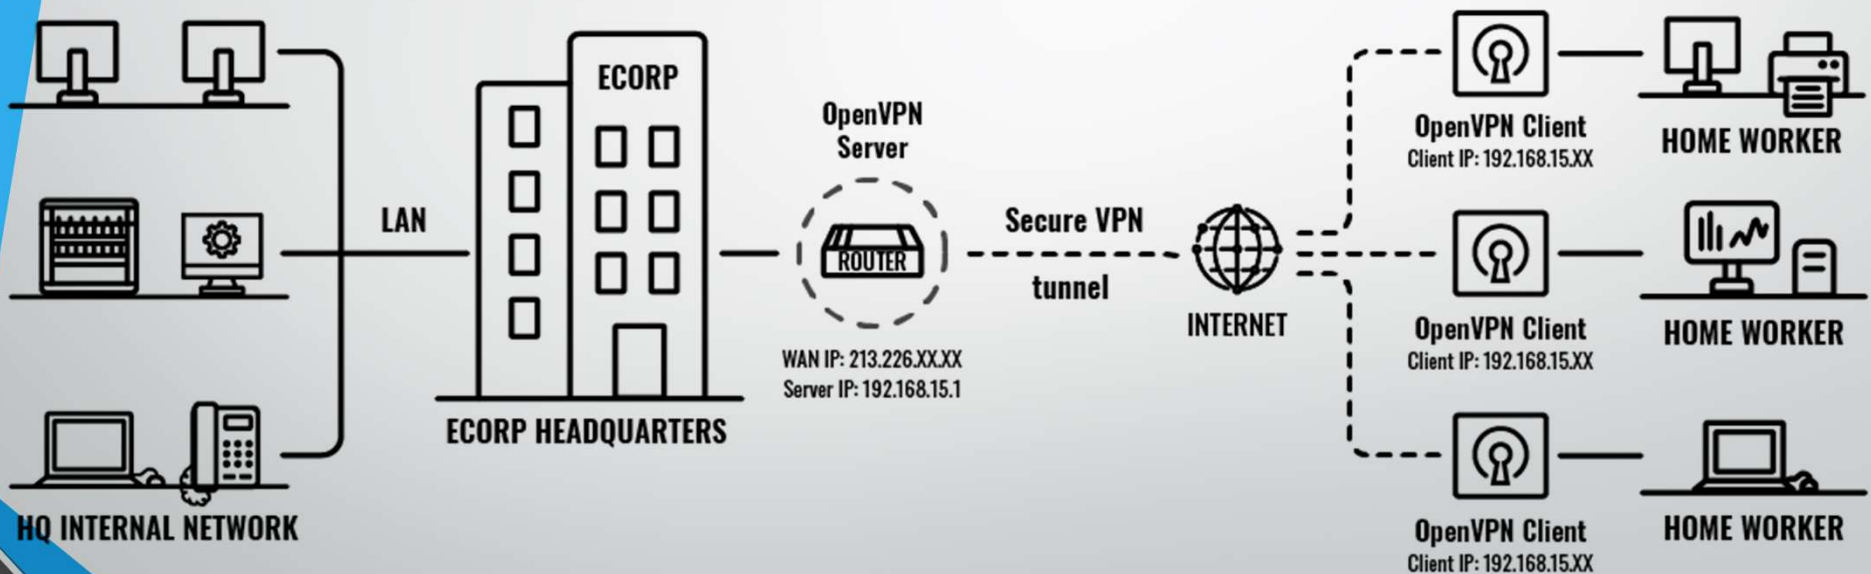 LAN
HQ INTERNAL NETWORK
ECORP
ECORP HEADQUARTERS
OpenVPN
Server
ROUTER
WAN IP: 213.226.XX.XX
Server IP: 192.168.15.1
Secure VPN
tunnel
INTERNET
OpenVPN Client
Client IP: 192.168.15.XX
HOME WORKER
OpenVPN Client
Client IP: 192.168.15.XX
HOME WORKER
OpenVPN Client
Client IP: 192.168.15.XX
HOME WORKER